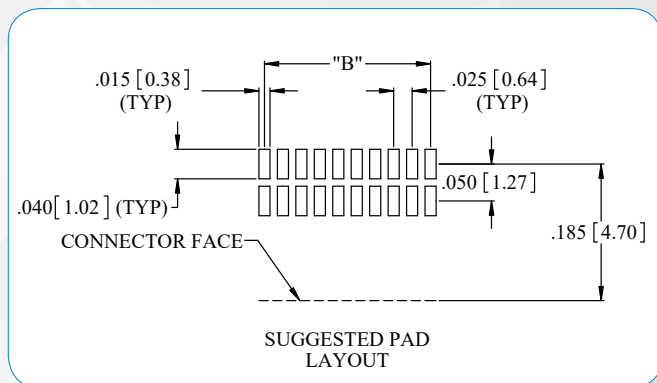 "B"
.015 [0.38]
(TYP)
.025 [0.64]
(TYP)
.050 [1.27]
.040[1.02] (TYP)
.185 [4.70]
CONNECTOR FACE
SUGGESTED PAD
LAYOUT